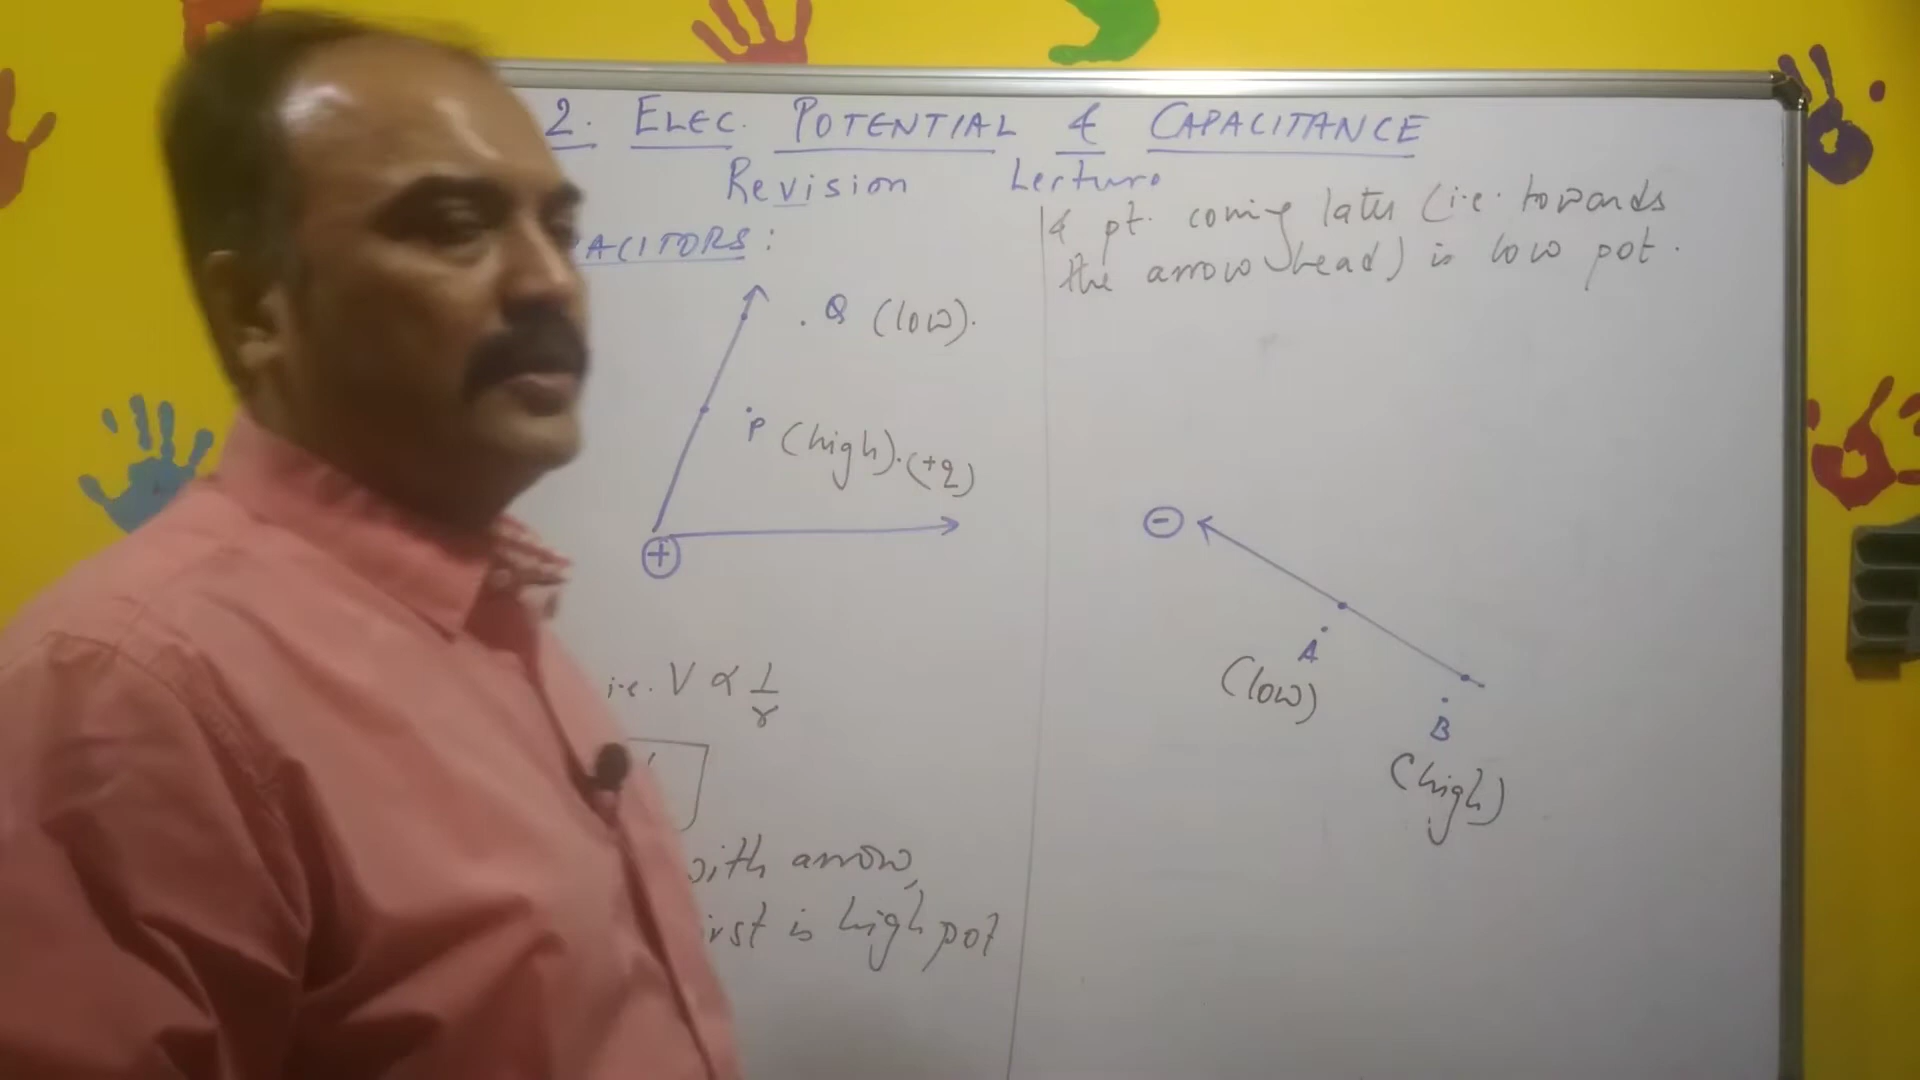 2. ELEC. POTENTIAL & CAPACITANCE
Revision Lecture
ACITORS:
. Q (low).
P (high).(+q)
+
i.e. V ∝ 1/r
with arrow,
irst is high pot
& pt. coming later (i.e. towards
the arrow head) is low pot.
-
A
(low)
B
(high)